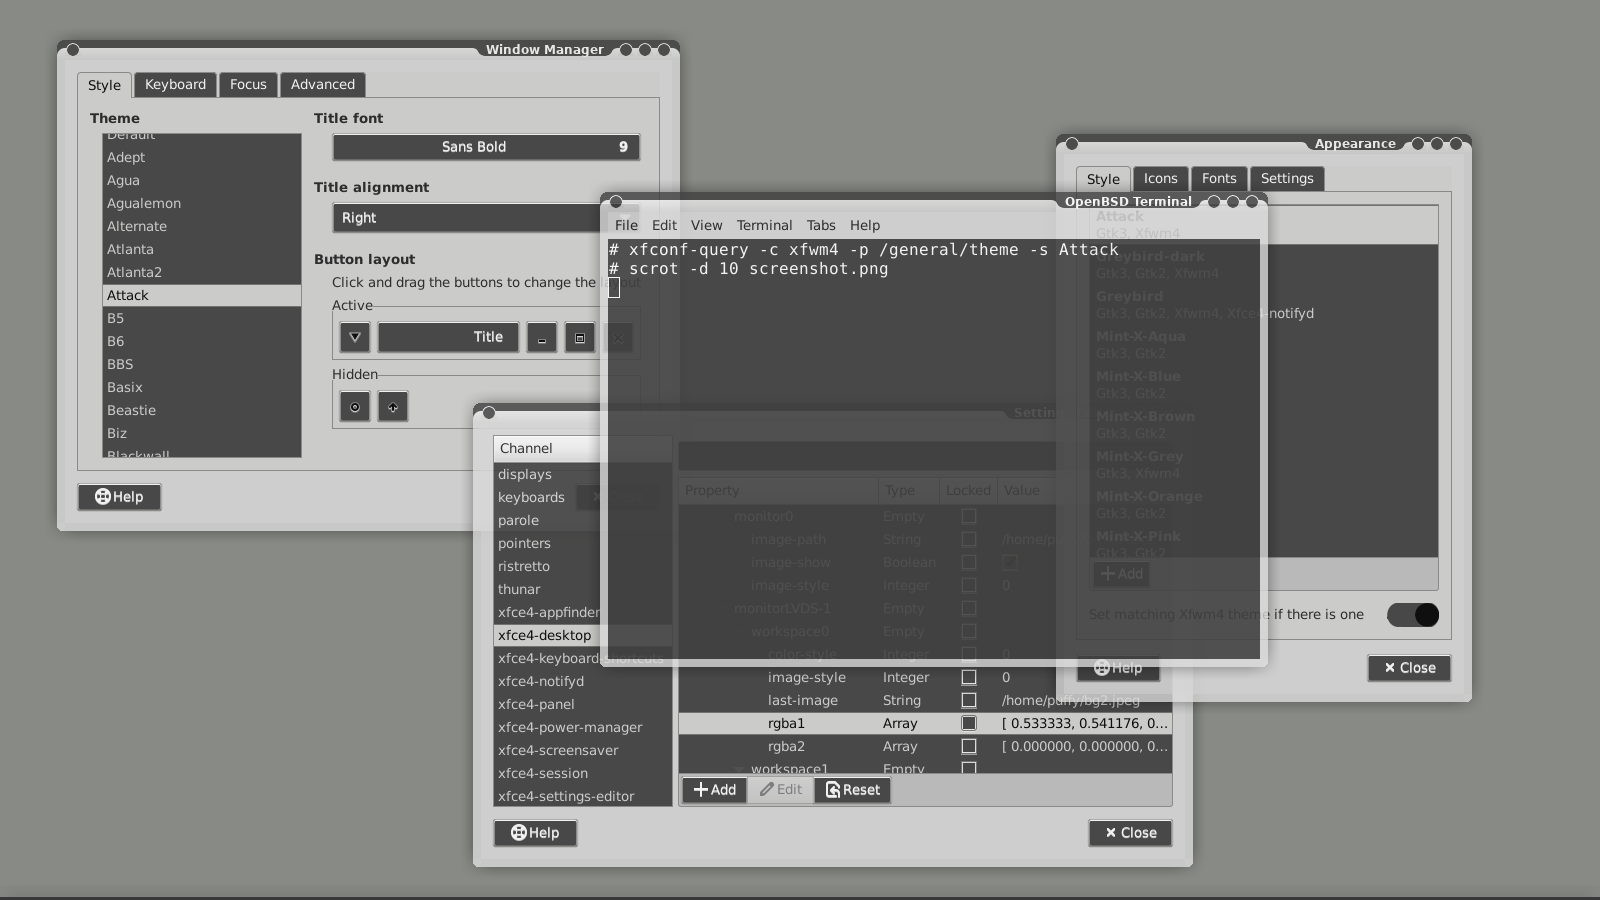 Window Manager
Style Keyboard Focus Advanced
Theme
Default
Adept
Agua
Agualemon
Alternate
Atlanta
Atlanta2
Attack
B5
B6
BBS
Basix
Beastie
Biz
Blackwall
Title font
Sans Bold 9
Title alignment
Right
Button layout
Click and drag the buttons to change the layout
Active
Title
Hidden
Help
OpenBSD Terminal
File Edit View Terminal Tabs Help
# xfconf-query -c xfwm4 -p /general/theme -s Attack
# scrot -d 10 screenshot.png
Appearance
Style Icons Fonts Settings
Attack
Gtk3, Xfwm4
Greybird-dark
Gtk3, Gtk2, Xfwm4
Greybird
Gtk3, Gtk2, Xfwm4, Xfce4-notifyd
Mint-X-Aqua
Gtk3, Gtk2
Mint-X-Blue
Gtk3, Gtk2
Mint-X-Brown
Gtk3, Gtk2
Mint-X-Grey
Gtk3, Xfwm4
Mint-X-Orange
Gtk3, Gtk2
Mint-X-Pink
Gtk3, Gtk2
Add
Set matching Xfwm4 theme if there is one
Help Close
Channel
displays
keyboards
parole
pointers
ristretto
thunar
xfce4-appfinder
xfce4-desktop
xfce4-keyboard-shortcuts
xfce4-notifyd
xfce4-panel
xfce4-power-manager
xfce4-screensaver
xfce4-session
xfce4-settings-editor
Property Type Locked Value
monitor0 Empty
image-path String
image-show Boolean
image-style Integer 0
monitorLVDS-1 Empty
workspace0 Empty
color-style Integer 0
image-style Integer 0
last-image String /home/puffy/bg2.jpeg
rgba1 Array [ 0.533333, 0.541176, 0...
rgba2 Array [ 0.000000, 0.000000, 0...
workspace1 Empty
Add Edit Reset
Help Close